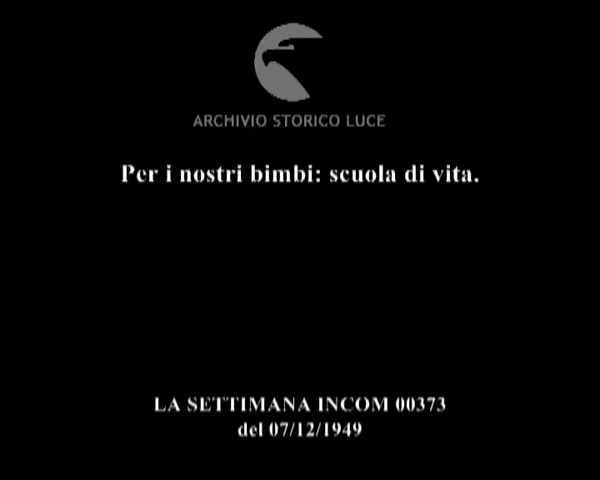 ARCHIVIO STORICO LUCE
Per i nostri bimbi: scuola di vita.
LA SETTIMANA INCOM 00373
del 07/12/1949